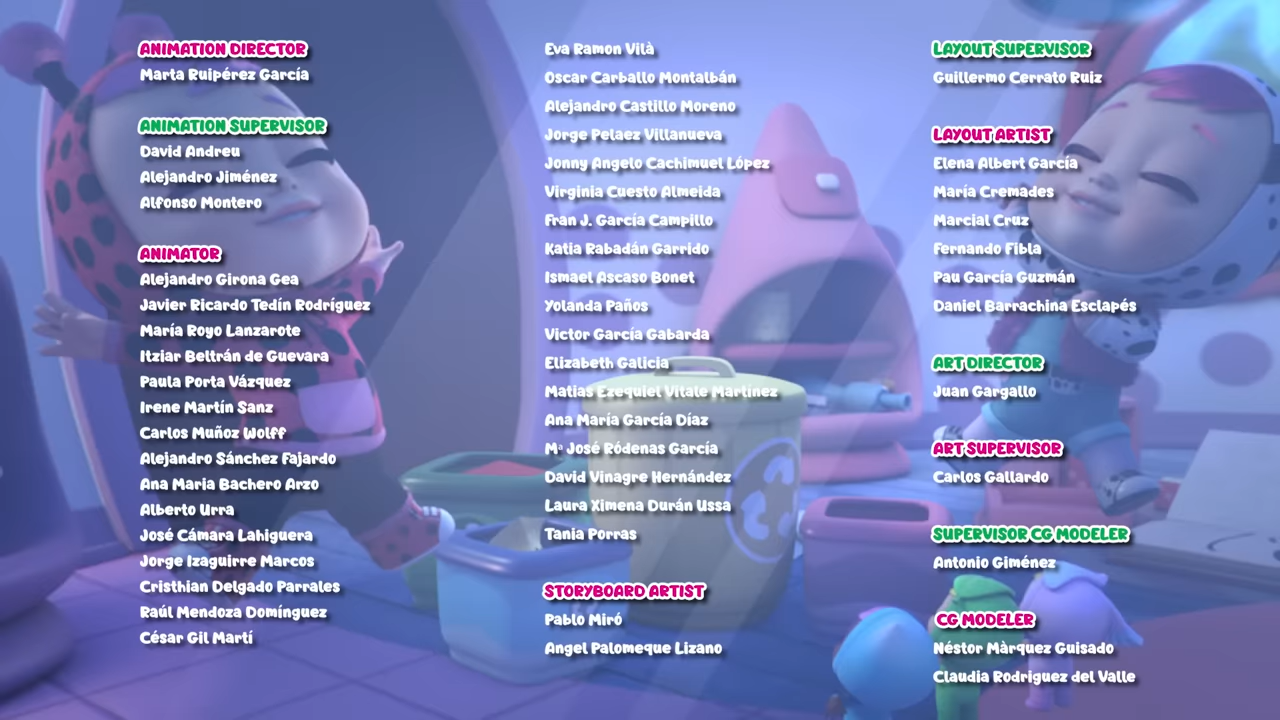 ANIMATION DIRECTOR
Marta Ruipérez García
ANIMATION SUPERVISOR
David Andreu
Alejandro Jiménez
Alfonso Montero
ANIMATOR
Alejandro Girona Gea
Javier Ricardo Tedín Rodríguez
María Royo Lanzarote
Itziar Beltrán de Guevara
Paula Porta Vázquez
Irene Martín Sanz
Carlos Muñoz Wolff
Alejandro Sánchez Fajardo
Ana Maria Bachero Arzo
Alberto Urra
José Cámara Lahiguera
Jorge Izaguirre Marcos
Cristhian Delgado Parrales
Raúl Mendoza Domínguez
César Gil Martí
Eva Ramon Vilà
Oscar Carballo Montalbán
Alejandro Castillo Moreno
Jorge Pelaez Villanueva
Jonny Angelo Cachimuel López
Virginia Cuesto Almeida
Fran J. García Campillo
Katia Rabadán Garrido
Ismael Ascaso Bonet
Yolanda Paños
Victor García Gabarda
Elizabeth Galicia
Matias Ezequiel Vitale Martínez
Ana María García Díaz
Mª José Ródenas García
David Vinagre Hernández
Laura Ximena Durán Ussa
Tania Porras
STORYBOARD ARTIST
Pablo Miró
Angel Palomeque Lizano
LAYOUT SUPERVISOR
Guillermo Cerrato Ruiz
LAYOUT ARTIST
Elena Albert García
María Cremades
Marcial Cruz
Fernando Fibla
Pau García Guzmán
Daniel Barrachina Esclapés
ART DIRECTOR
Juan Gargallo
ART SUPERVISOR
Carlos Gallardo
SUPERVISOR CG MODELER
Antonio Giménez
CG MODELER
Néstor Màrquez Guisado
Claudia Rodriguez del Valle